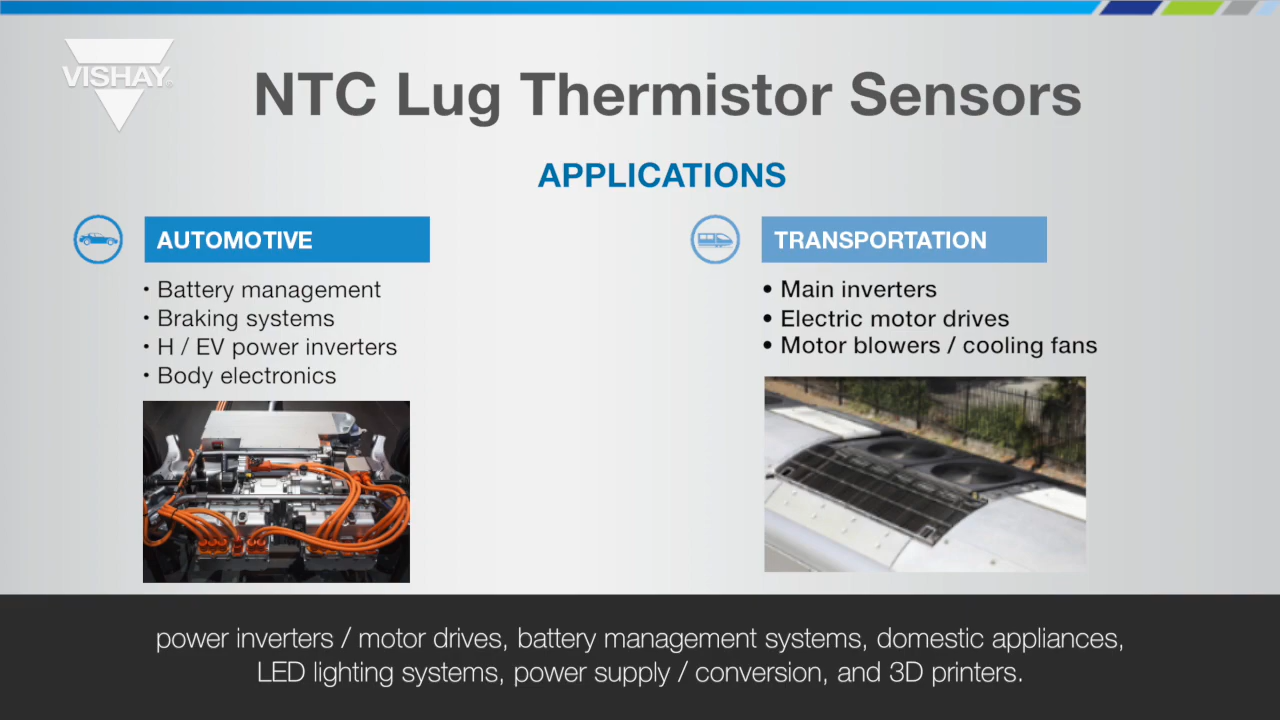 VISHAY
NTC Lug Thermistor Sensors
APPLICATIONS
AUTOMOTIVE
• Battery management
• Braking systems
• H / EV power inverters
• Body electronics
TRANSPORTATION
• Main inverters
• Electric motor drives
• Motor blowers / cooling fans
power inverters / motor drives, battery management systems, domestic appliances,
LED lighting systems, power supply / conversion, and 3D printers.